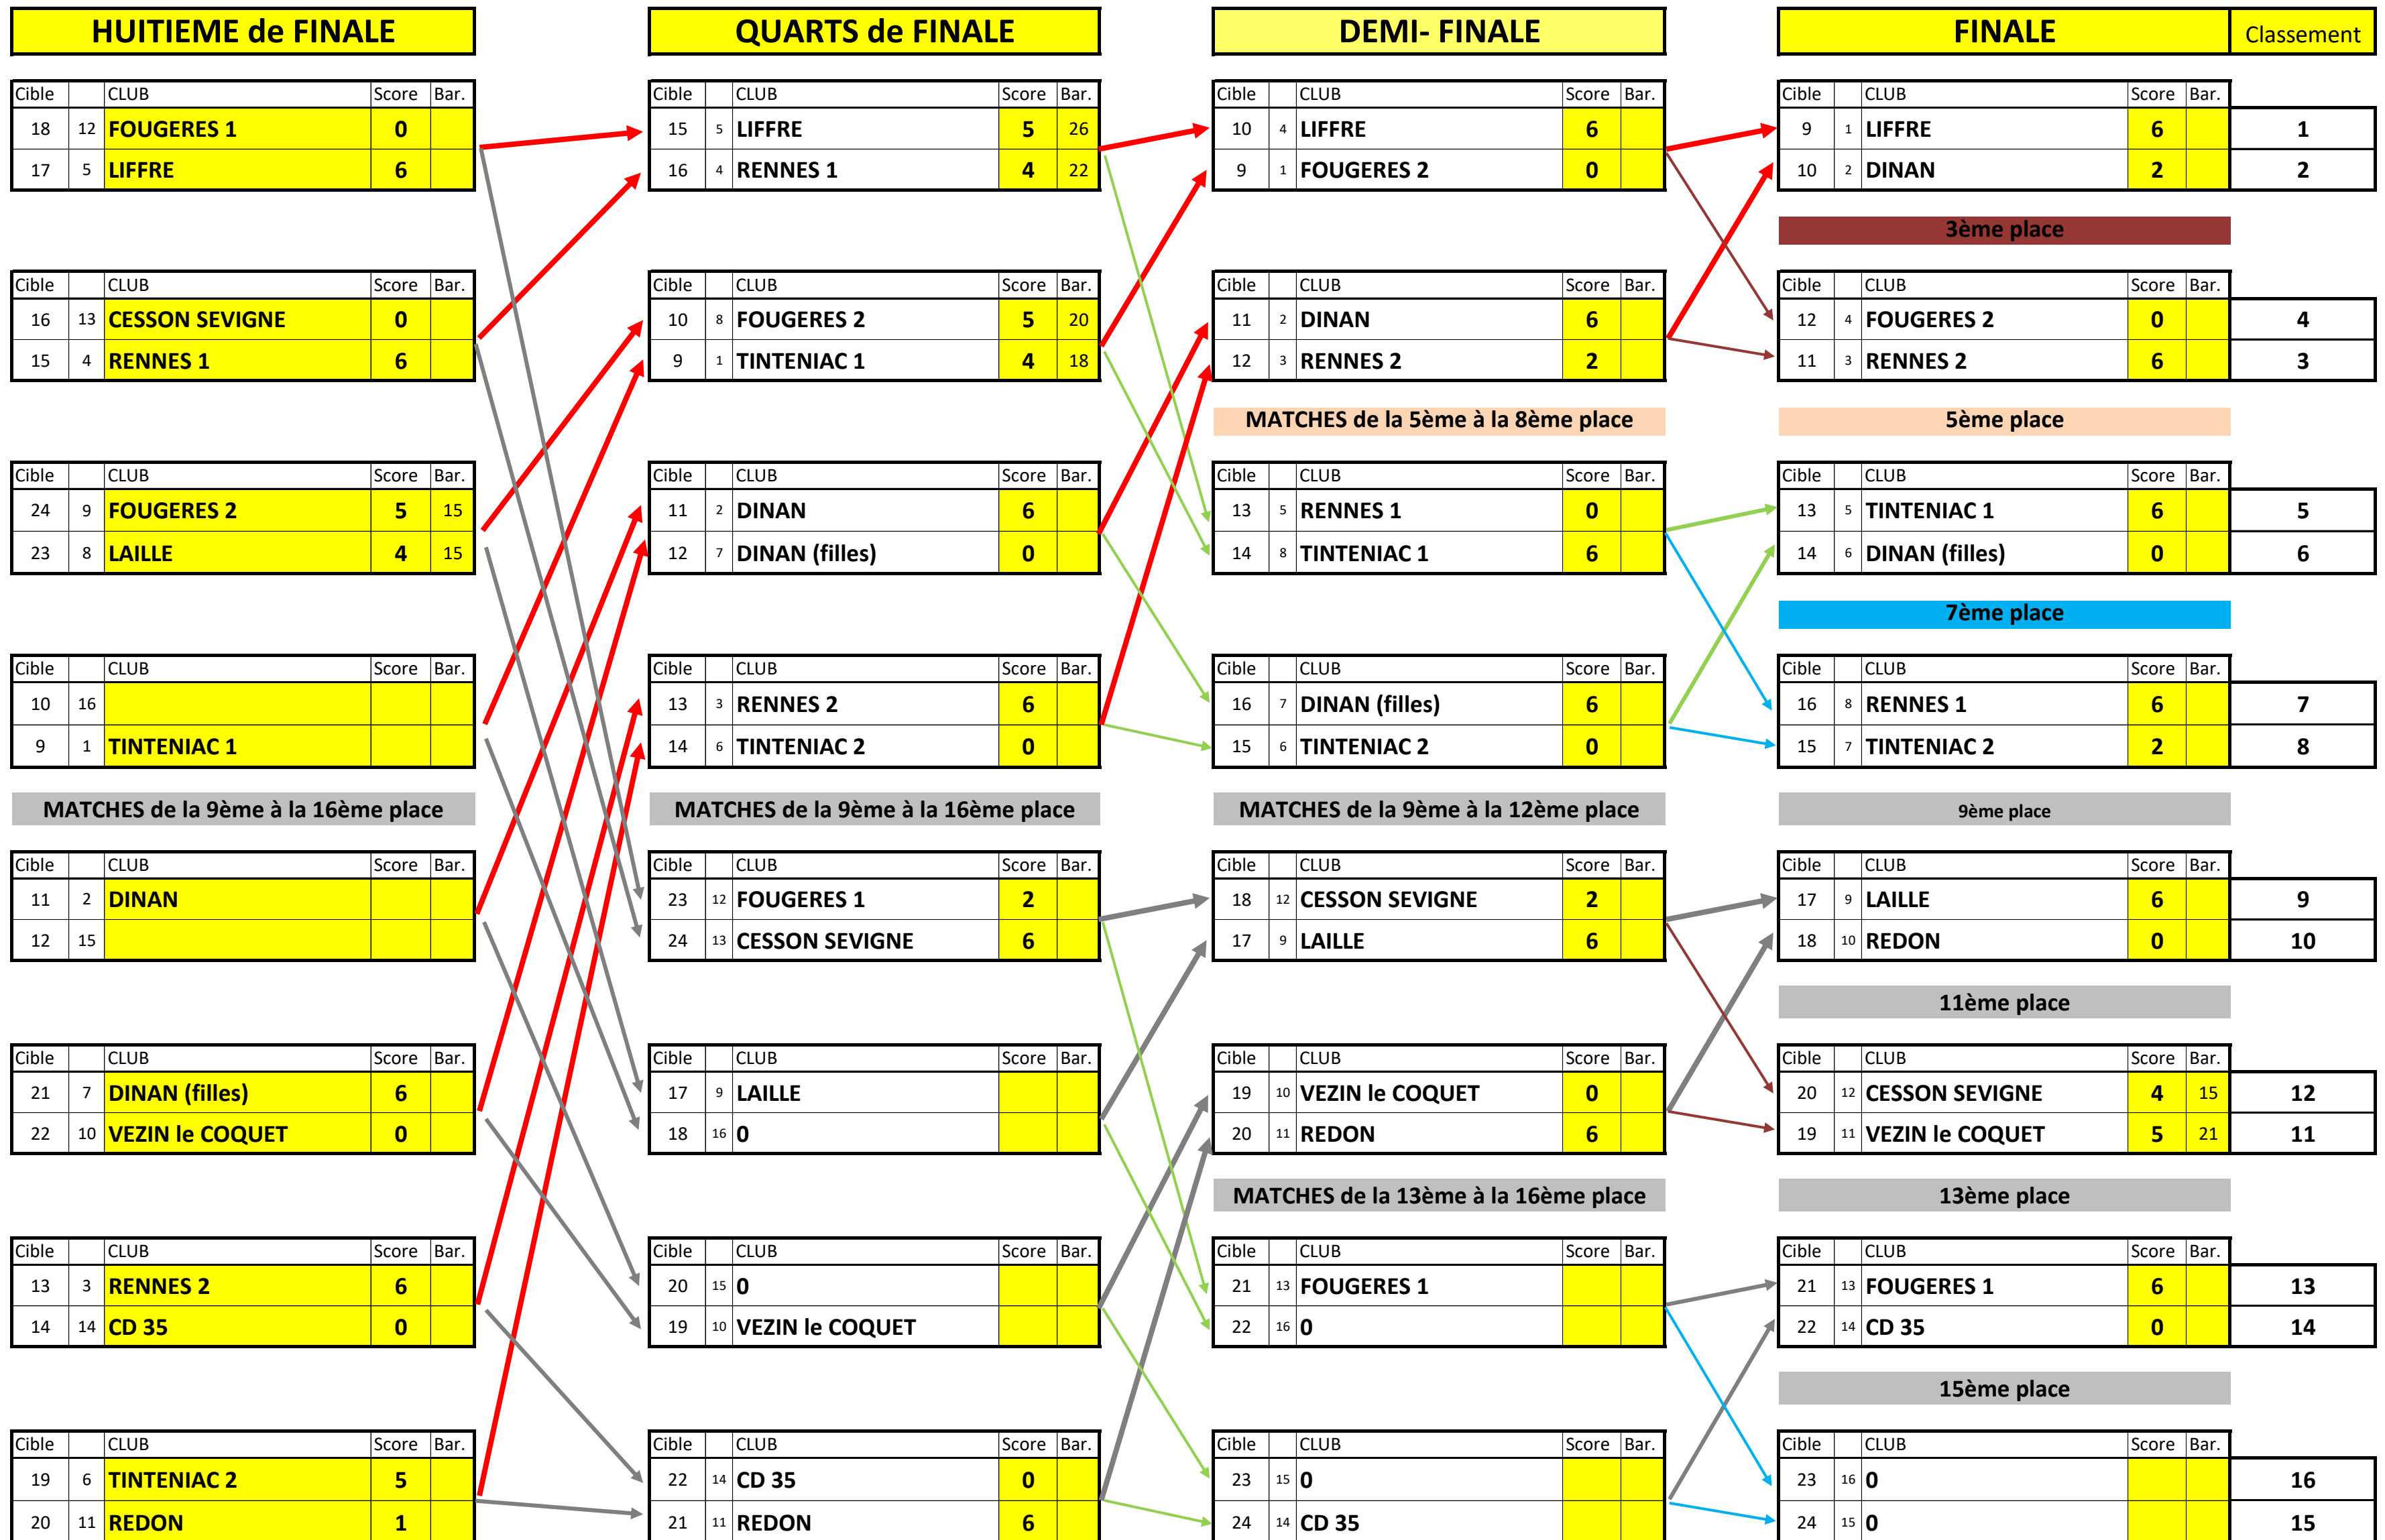 HUITIEME de FINALE QUARTS de FINALE DEMI- FINALE FINALE Classement
Cible CLUB Score Bar. Cible CLUB Score Bar. Cible CLUB Score Bar. Cible CLUB Score Bar.
18 12 FOUGERES 1 0 15 5 LIFFRE 5 26 10 4 LIFFRE 6 9 1 LIFFRE 6 1
17 5 LIFFRE 6 16 4 RENNES 1 4 22 9 1 FOUGERES 2 0 10 2 DINAN 2 2
3ème place
Cible CLUB Score Bar. Cible CLUB Score Bar. Cible CLUB Score Bar. Cible CLUB Score Bar.
16 13 CESSON SEVIGNE 0 10 8 FOUGERES 2 5 20 11 2 DINAN 6 12 4 FOUGERES 2 0 4
15 4 RENNES 1 6 9 1 TINTENIAC 1 4 18 12 3 RENNES 2 2 11 3 RENNES 2 6 3
MATCHES de la 5ème à la 8ème place 5ème place
Cible CLUB Score Bar. Cible CLUB Score Bar. Cible CLUB Score Bar. Cible CLUB Score Bar.
24 9 FOUGERES 2 5 15 11 2 DINAN 6 13 5 RENNES 1 0 13 5 TINTENIAC 1 6 5
23 8 LAILLE 4 15 12 7 DINAN (filles) 0 14 8 TINTENIAC 1 6 14 6 DINAN (filles) 0 6
7ème place
Cible CLUB Score Bar. Cible CLUB Score Bar. Cible CLUB Score Bar. Cible CLUB Score Bar.
10 16 13 3 RENNES 2 6 16 7 DINAN (filles) 6 16 8 RENNES 1 6 7
9 1 TINTENIAC 1 14 6 TINTENIAC 2 0 15 6 TINTENIAC 2 0 15 7 TINTENIAC 2 2 8
MATCHES de la 9ème à la 16ème place MATCHES de la 9ème à la 16ème place MATCHES de la 9ème à la 12ème place 9ème place
Cible CLUB Score Bar. Cible CLUB Score Bar. Cible CLUB Score Bar. Cible CLUB Score Bar.
11 2 DINAN 23 12 FOUGERES 1 2 18 12 CESSON SEVIGNE 2 17 9 LAILLE 6 9
12 15 24 13 CESSON SEVIGNE 6 17 9 LAILLE 6 18 10 REDON 0 10
11ème place
Cible CLUB Score Bar. Cible CLUB Score Bar. Cible CLUB Score Bar. Cible CLUB Score Bar.
21 7 DINAN (filles) 6 17 9 LAILLE 19 10 VEZIN le COQUET 0 20 12 CESSON SEVIGNE 4 15 12
22 10 VEZIN le COQUET 0 18 16 0 20 11 REDON 6 19 11 VEZIN le COQUET 5 21 11
MATCHES de la 13ème à la 16ème place 13ème place
Cible CLUB Score Bar. Cible CLUB Score Bar. Cible CLUB Score Bar. Cible CLUB Score Bar.
13 3 RENNES 2 6 20 15 0 21 13 FOUGERES 1 21 13 FOUGERES 1 6 13
14 14 CD 35 0 19 10 VEZIN le COQUET 22 16 0 22 14 CD 35 0 14
15ème place
Cible CLUB Score Bar. Cible CLUB Score Bar. Cible CLUB Score Bar. Cible CLUB Score Bar.
19 6 TINTENIAC 2 5 22 14 CD 35 0 23 15 0 23 16 0 16
20 11 REDON 1 21 11 REDON 6 24 14 CD 35 24 15 0 15